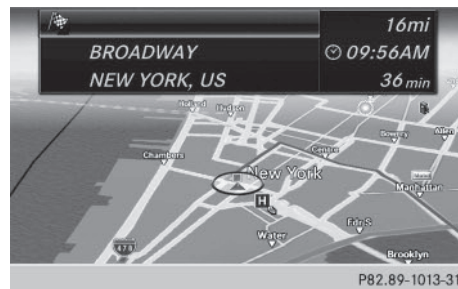 16mi
BROADWAY
09:56AM
NEW YORK, US
36 min
Holland
Hudson
Bowery
Allen
Chambers
Centre
New York
Manhattan
H
Fdr S
Water
478
Brooklyn
P82.89-1013-31